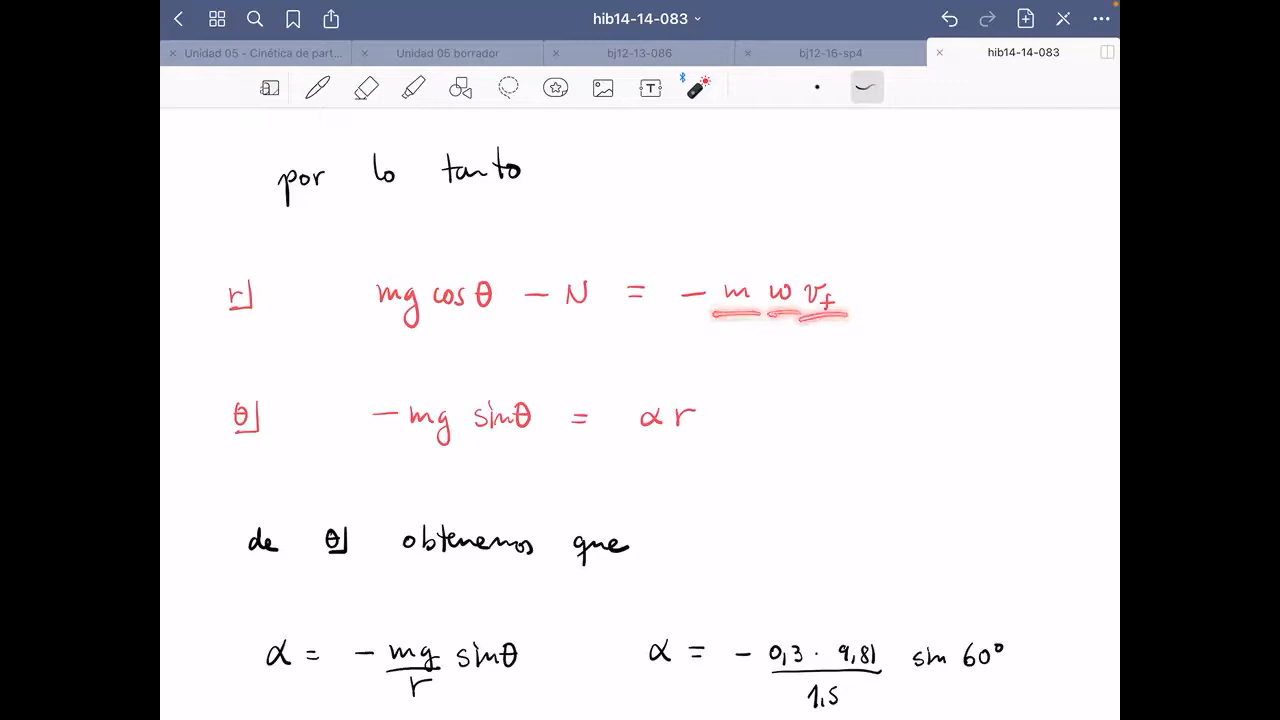 hib14-14-083
Unidad 05 - Cinética de part...
Unidad 05 borrador
bj12-13-086
bj12-16-sp4
hib14-14-083
por lo tanto
r] mg cos θ - N = - m ω v_f
θ] - mg sin θ = α r
de θ] obtenemos que
α = - mg/r sin θ α = - 0,3 · 9,81/1,5 sin 60°